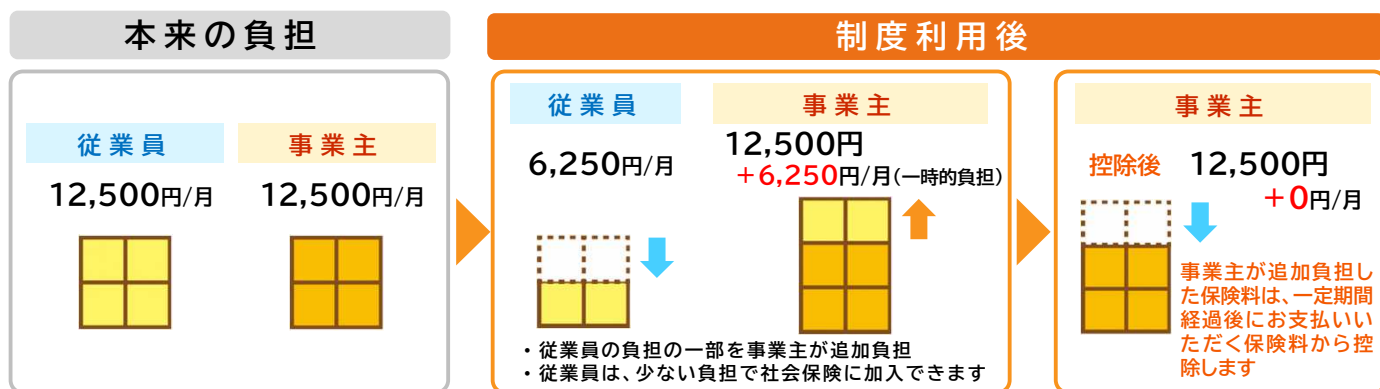 本来の負担
制度利用後
従業員
事業主
12,500円/月
12,500円/月
従業員
事業主
6,250円/月
12,500円
+6,250円/月(一時的負担)
・従業員の負担の一部を事業主が追加負担
・従業員は、少ない負担で社会保険に加入できます
事業主
控除後
12,500円
+0円/月
事業主が追加負担し
た保険料は、一定期間
経過後にお支払いい
ただく保険料から控
除します